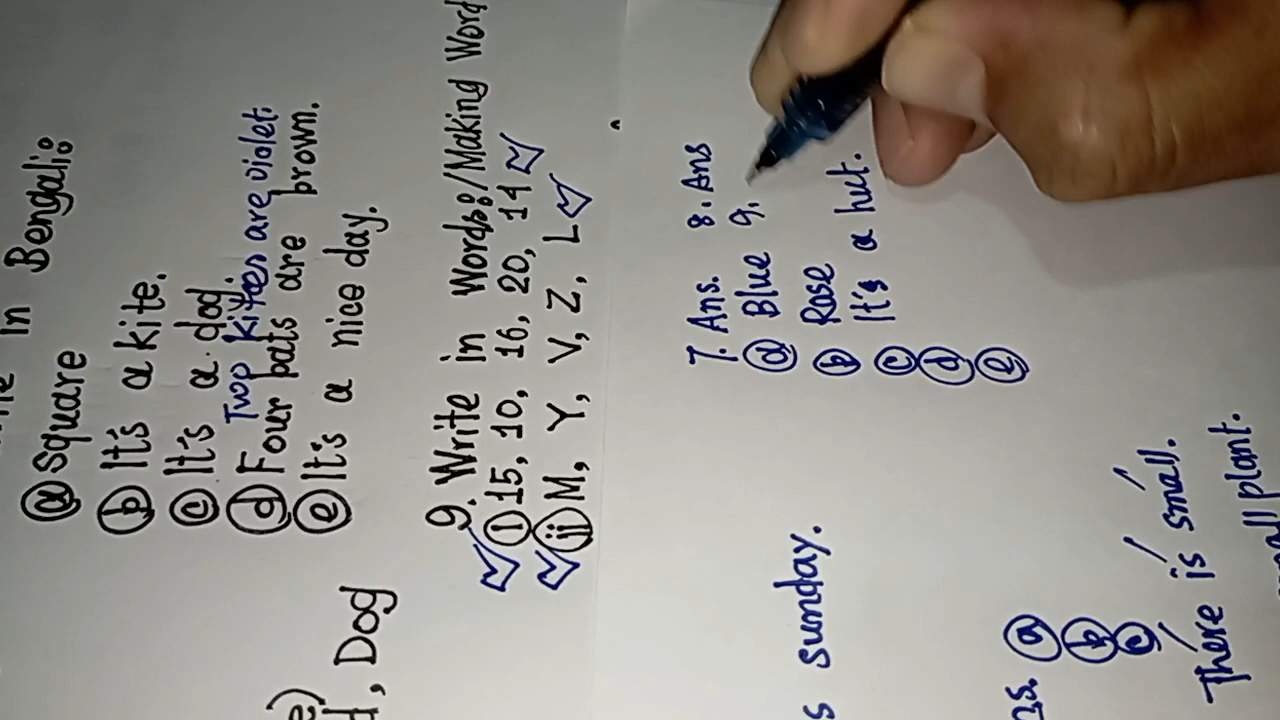 in Bengali:
(a) Square
(b) It's a kite.
(c) It's a dog.
Two kites are violet.
(d) Four bats are brown.
(e) It's a nice day.
9. Write in Words:/Making Word
(i) 15, 10, 16, 20, 14
(ii) M, Y, V, Z, L
, Dog
7. Ans. 8. Ans
(a) Blue 9.
(b) Rose
(c) It's a hut.
(d)
(e)
s sunday.
ns. (a)
(b)
(c)
There is small.
small plant.